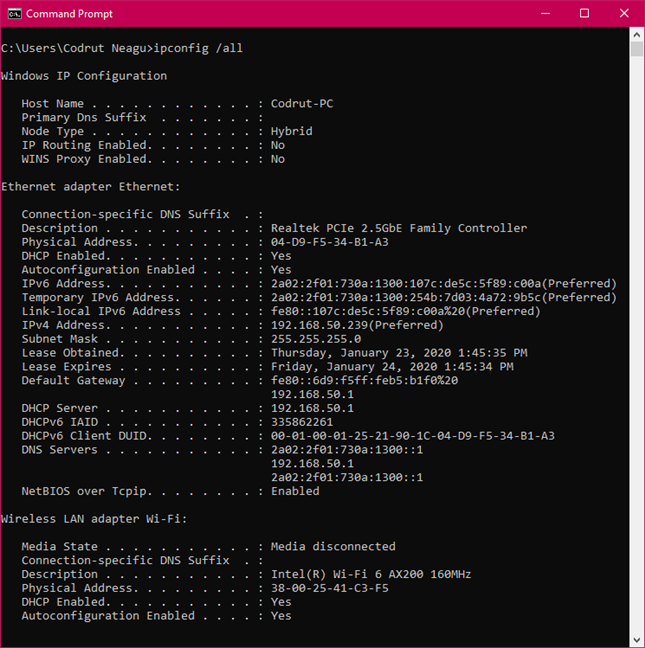 Command Prompt
C:\Users\Codrut Neagu>ipconfig /all
Windows IP Configuration
Host Name . . . . . . . . . . . . : Codrut-PC
Primary Dns Suffix  . . . . . . . :
Node Type . . . . . . . . . . . . : Hybrid
IP Routing Enabled. . . . . . . . : No
WINS Proxy Enabled. . . . . . . . : No
Ethernet adapter Ethernet:
Connection-specific DNS Suffix  . :
Description . . . . . . . . . . . : Realtek PCIe 2.5GbE Family Controller
Physical Address. . . . . . . . . : 04-D9-F5-34-B1-A3
DHCP Enabled. . . . . . . . . . . : Yes
Autoconfiguration Enabled . . . . : Yes
IPv6 Address. . . . . . . . . . . : 2a02:2f01:730a:1300:107c:de5c:5f89:c00a(Preferred)
Temporary IPv6 Address. . . . . . : 2a02:2f01:730a:1300:254b:7d03:4a72:9b5c(Preferred)
Link-local IPv6 Address . . . . . : fe80::107c:de5c:5f89:c00a%20(Preferred)
IPv4 Address. . . . . . . . . . . : 192.168.50.239(Preferred)
Subnet Mask . . . . . . . . . . . : 255.255.255.0
Lease Obtained. . . . . . . . . . : Thursday, January 23, 2020 1:45:35 PM
Lease Expires . . . . . . . . . . : Friday, January 24, 2020 1:45:34 PM
Default Gateway . . . . . . . . . : fe80::6d9:f5ff:feb5:b1f0%20
192.168.50.1
DHCP Server . . . . . . . . . . . : 192.168.50.1
DHCPv6 IAID . . . . . . . . . . . : 335862261
DHCPv6 Client DUID. . . . . . . . : 00-01-00-01-25-21-90-1C-04-D9-F5-34-B1-A3
DNS Servers . . . . . . . . . . . : 2a02:2f01:730a:1300::1
192.168.50.1
2a02:2f01:730a:1300::1
NetBIOS over Tcpip. . . . . . . . : Enabled
Wireless LAN adapter Wi-Fi:
Media State . . . . . . . . . . . : Media disconnected
Connection-specific DNS Suffix  . :
Description . . . . . . . . . . . : Intel(R) Wi-Fi 6 AX200 160MHz
Physical Address. . . . . . . . . : 38-00-25-41-C3-F5
DHCP Enabled. . . . . . . . . . . : Yes
Autoconfiguration Enabled . . . . : Yes